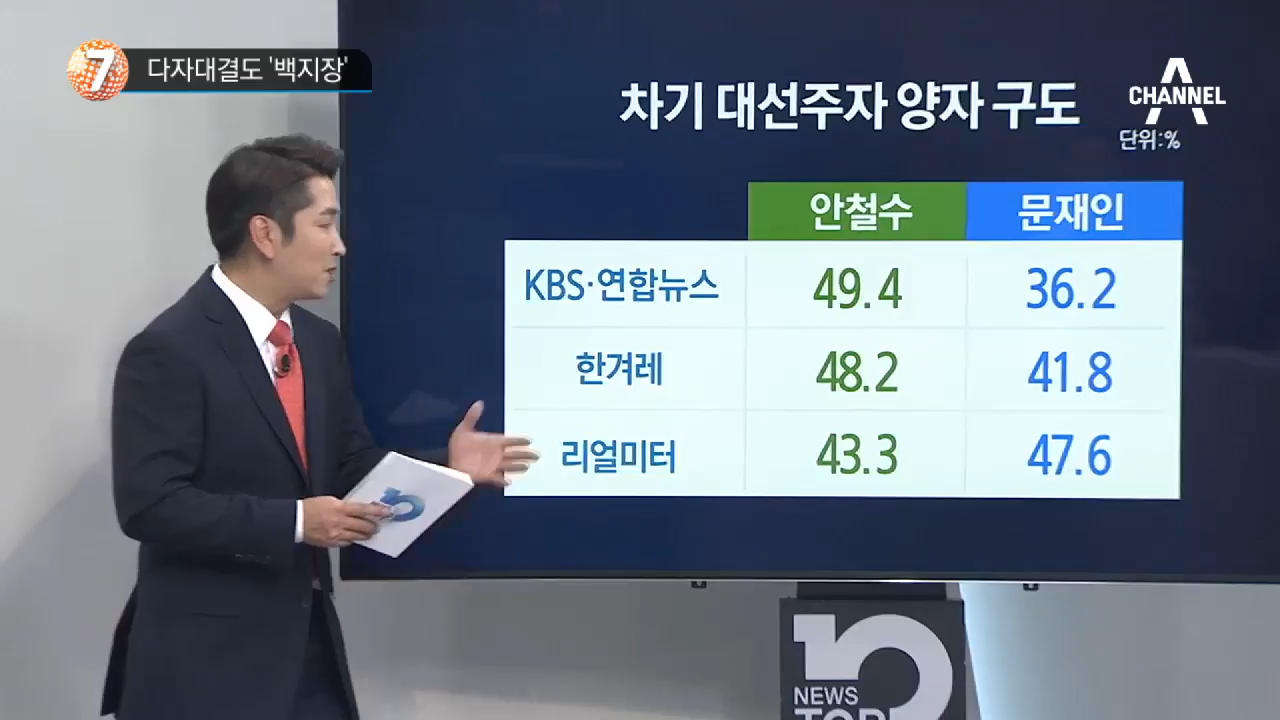 7 다자대결도 '백지장'
차기 대선주자 양자 구도
CHANNEL A
단위:%
안철수 문재인
KBS·연합뉴스 49.4 36.2
한겨레 48.2 41.8
리얼미터 43.3 47.6
10
10
NEWS
TOP